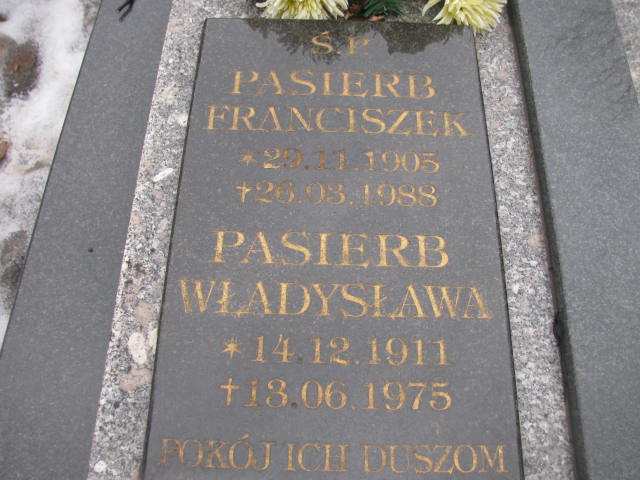 Ś.P.
PASIERB
FRANCISZEK
*29.11.1905
†26.03.1988
PASIERB
WŁADYSŁAWA
*14.12.1911
†13.06.1975
POKÓJ ICH DUSZOM